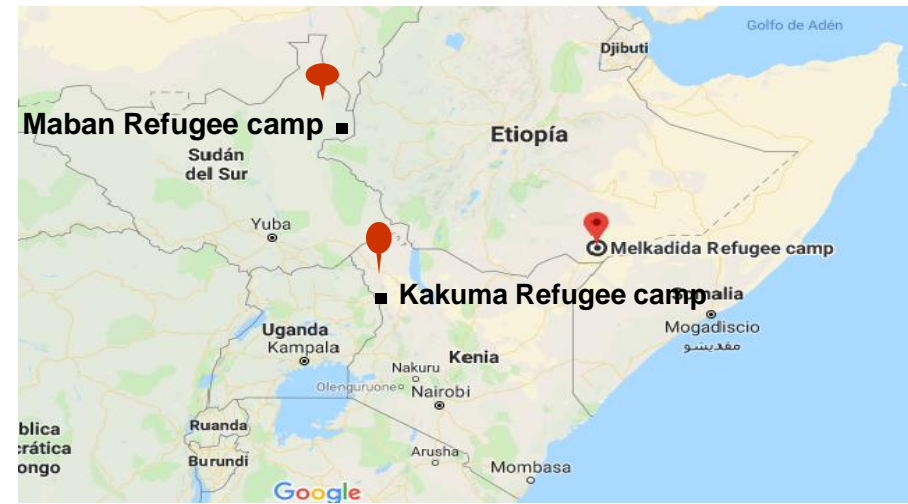 Golfo de Adén
Djibuti
Maban Refugee camp
Etiopía
Sudán
del Sur
Yuba
Melkadida Refugee camp
Kakuma Refugee camp
Somalia
Mogadiscio
مقديشو
Uganda
Kampala
Kenia
Nakuru
Olenguruone
Nairobi
Ruanda
blica
crática
ongo
Burundi
Arusha
Mombasa
Google